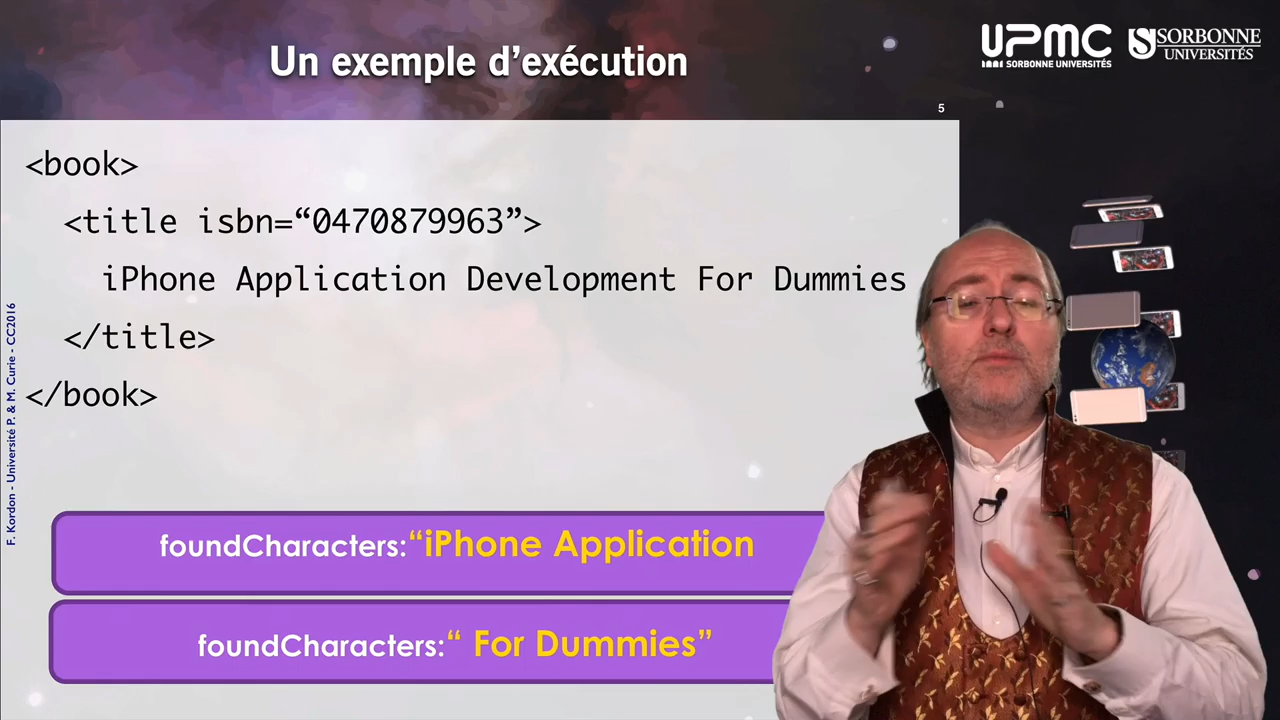 Un exemple d’exécution
UPMC
SORBONNE UNIVERSITÉS
SORBONNE
UNIVERSITÉS
5
<book>
<title isbn=“0470879963”>
iPhone Application Development For Dummies
</title>
</book>
foundCharacters:“iPhone Application
foundCharacters:“ For Dummies”
F. Kordon - Université P. & M. Curie - CC2016